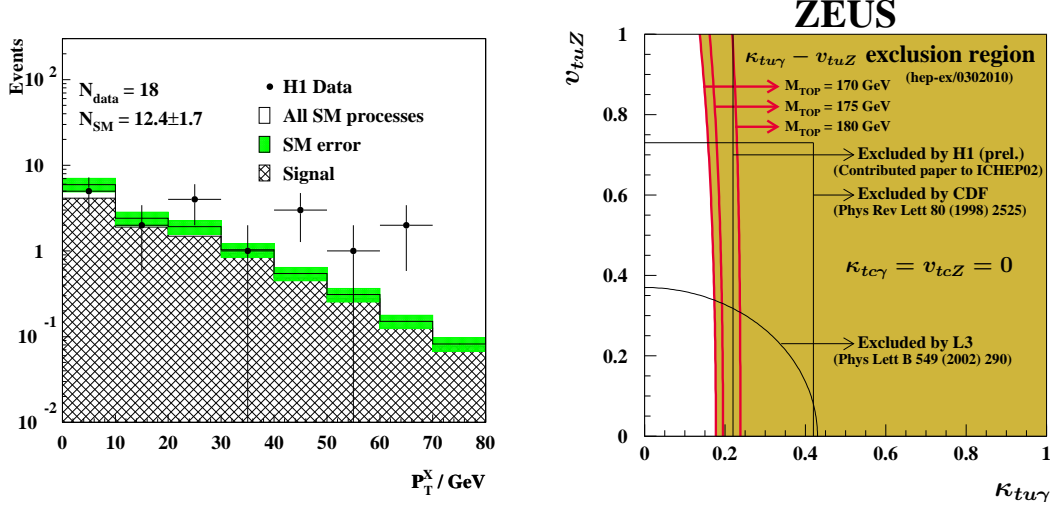 Events
10 2
10
1
10 -1
10 -2
N data = 18
N SM = 12.4±1.7
H1 Data
All SM processes
SM error
Signal
0 10 20 30 40 50 60 70 80
P T X / GeV
ZEUS
v tuZ
1
0.8
0.6
0.4
0.2
0
κ tuγ − v tuZ exclusion region
(hep-ex/0302010)
M TOP = 170 GeV
M TOP = 175 GeV
M TOP = 180 GeV
Excluded by H1 (prel.)
(Contributed paper to ICHEP02)
Excluded by CDF
(Phys Rev Lett 80 (1998) 2525)
κ tcγ = v tcZ = 0
Excluded by L3
(Phys Lett B 549 (2002) 290)
0 0.2 0.4 0.6 0.8 1
κ tuγ